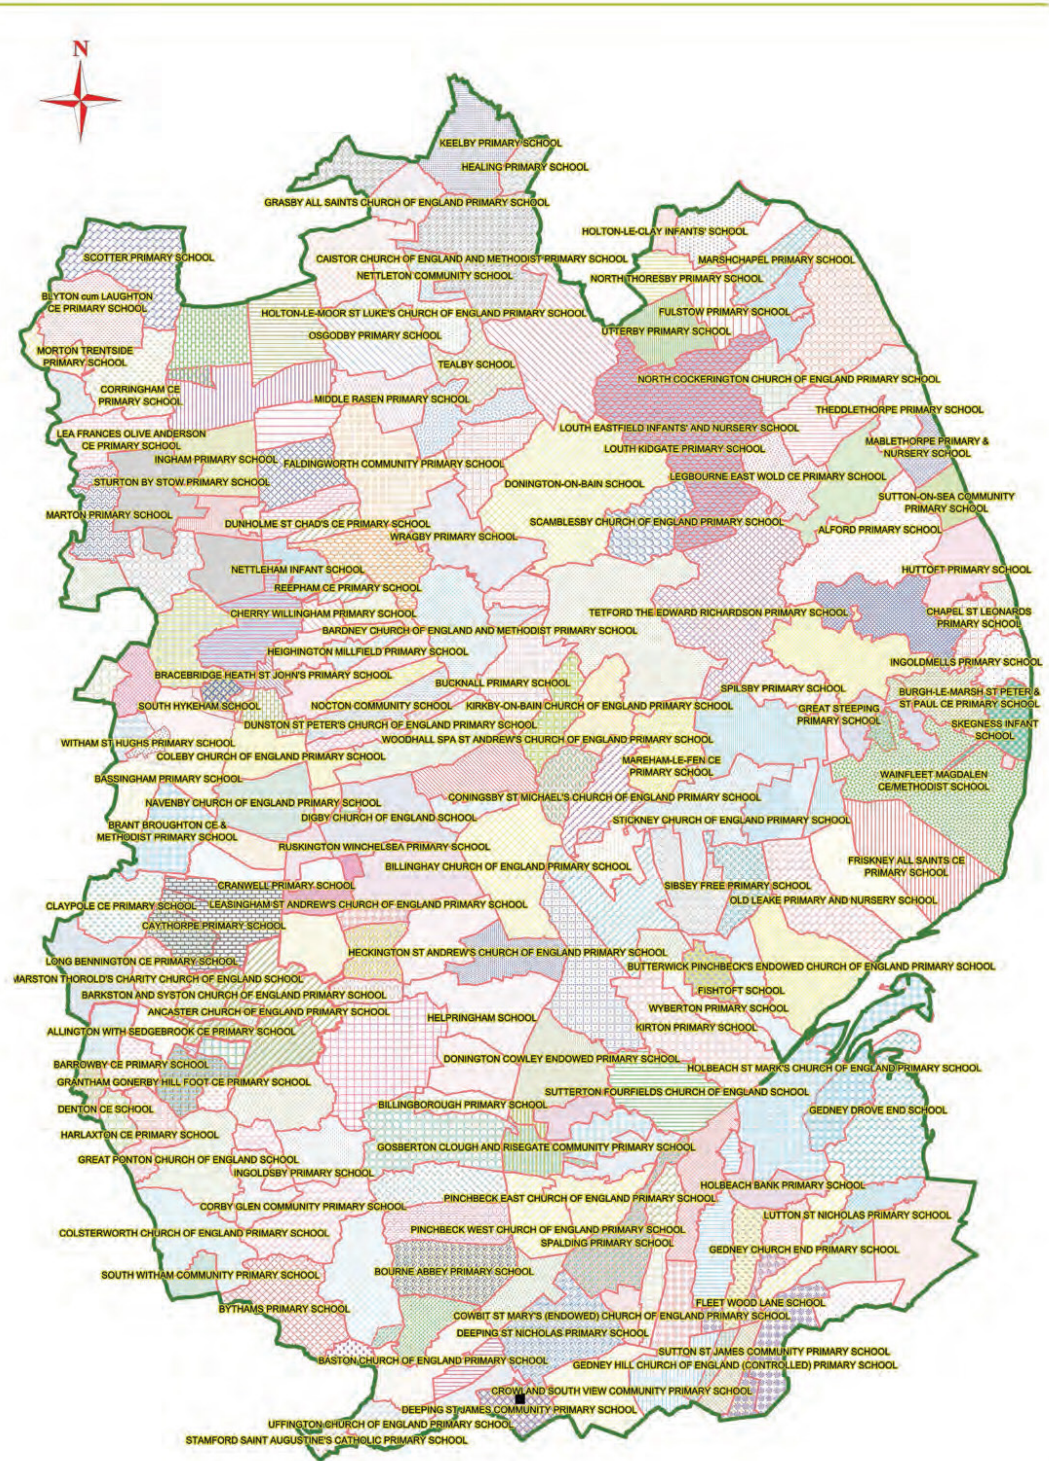 N
KEELBY PRIMARY SCHOOL
HEALING PRIMARY SCHOOL
GRASBY ALL SAINTS CHURCH OF ENGLAND PRIMARY SCHOOL
HOLTON-LE-CLAY INFANTS' SCHOOL
SCOTTER PRIMARY SCHOOL
CAISTOR CHURCH OF ENGLAND AND METHODIST PRIMARY SCHOOL
MARSHCHAPEL PRIMARY SCHOOL
NETTLETON COMMUNITY SCHOOL
NORTH THORESBY PRIMARY SCHOOL
BLYTON cum LAUGHTON
CE PRIMARY SCHOOL
HOLTON-LE-MOOR ST LUKE'S CHURCH OF ENGLAND PRIMARY SCHOOL
FULSTOW PRIMARY SCHOOL
OSGODBY PRIMARY SCHOOL
UTTERBY PRIMARY SCHOOL
MORTON TRENTSIDE
PRIMARY SCHOOL
TEALBY SCHOOL
NORTH COCKERINGTON CHURCH OF ENGLAND PRIMARY SCHOOL
CORRINGHAM CE
PRIMARY SCHOOL
MIDDLE RASEN PRIMARY SCHOOL
THEDDLETHORPE PRIMARY SCHOOL
LOUTH EASTFIELD INFANTS' AND NURSERY SCHOOL
LEA FRANCES OLIVE ANDERSON
CE PRIMARY SCHOOL
MABLETHORPE PRIMARY &
NURSERY SCHOOL
LOUTH KIDGATE PRIMARY SCHOOL
INGHAM PRIMARY SCHOOL
FALDINGWORTH COMMUNITY PRIMARY SCHOOL
LEGBOURNE EAST WOLD CE PRIMARY SCHOOL
STURTON BY STOW PRIMARY SCHOOL
DONINGTON-ON-BAIN SCHOOL
SUTTON-ON-SEA COMMUNITY
PRIMARY SCHOOL
MARTON PRIMARY SCHOOL
DUNHOLME ST CHAD'S CE PRIMARY SCHOOL
SCAMBLESBY CHURCH OF ENGLAND PRIMARY SCHOOL
ALFORD PRIMARY SCHOOL
WRAGBY PRIMARY SCHOOL
NETTLEHAM INFANT SCHOOL
HUTTOFT PRIMARY SCHOOL
REEPHAM CE PRIMARY SCHOOL
CHERRY WILLINGHAM PRIMARY SCHOOL
TETFORD THE EDWARD RICHARDSON PRIMARY SCHOOL
CHAPEL ST LEONARDS
PRIMARY SCHOOL
BARDNEY CHURCH OF ENGLAND AND METHODIST PRIMARY SCHOOL
HEIGHINGTON MILLFIELD PRIMARY SCHOOL
INGOLDMELLS PRIMARY SCHOOL
BRACEBRIDGE HEATH ST JOHN'S PRIMARY SCHOOL
BUCKNALL PRIMARY SCHOOL
SPILSBY PRIMARY SCHOOL
BURGH-LE-MARSH ST PETER &
ST PAUL CE PRIMARY SCHOOL
SOUTH HYKEHAM SCHOOL
NOCTON COMMUNITY SCHOOL
KIRKBY-ON-BAIN CHURCH OF ENGLAND PRIMARY SCHOOL
GREAT STEEPING
PRIMARY SCHOOL
DUNSTON ST PETER'S CHURCH OF ENGLAND PRIMARY SCHOOL
SKEGNESS INFANT
SCHOOL
WITHAM ST HUGHS PRIMARY SCHOOL
WOODHALL SPA ST ANDREW'S CHURCH OF ENGLAND PRIMARY SCHOOL
COLEBY CHURCH OF ENGLAND PRIMARY SCHOOL
MAREHAM-LE-FEN CE
PRIMARY SCHOOL
BASSINGHAM PRIMARY SCHOOL
WAINFLEET MAGDALEN
CE/METHODIST SCHOOL
NAVENBY CHURCH OF ENGLAND PRIMARY SCHOOL
CONINGSBY ST MICHAEL'S CHURCH OF ENGLAND PRIMARY SCHOOL
DIGBY CHURCH OF ENGLAND SCHOOL
STICKNEY CHURCH OF ENGLAND PRIMARY SCHOOL
BRANT BROUGHTON CE &
METHODIST PRIMARY SCHOOL
RUSKINGTON WINCHELSEA PRIMARY SCHOOL
BILLINGHAY CHURCH OF ENGLAND PRIMARY SCHOOL
FRISKNEY ALL SAINTS CE
PRIMARY SCHOOL
CRANWELL PRIMARY SCHOOL
SIBSEY FREE PRIMARY SCHOOL
CLAYPOLE CE PRIMARY SCHOOL
LEASINGHAM ST ANDREW'S CHURCH OF ENGLAND PRIMARY SCHOOL
OLD LEAKE PRIMARY AND NURSERY SCHOOL
CAYTHORPE PRIMARY SCHOOL
HECKINGTON ST ANDREW'S CHURCH OF ENGLAND PRIMARY SCHOOL
LONG BENNINGTON CE PRIMARY SCHOOL
BUTTERWICK PINCHBECK'S ENDOWED CHURCH OF ENGLAND PRIMARY SCHOOL
MARSTON THOROLD'S CHARITY CHURCH OF ENGLAND SCHOOL
FISHTOFT SCHOOL
BARKSTON AND SYSTON CHURCH OF ENGLAND PRIMARY SCHOOL
WYBERTON PRIMARY SCHOOL
ANCASTER CHURCH OF ENGLAND PRIMARY SCHOOL
HELPRINGHAM SCHOOL
KIRTON PRIMARY SCHOOL
ALLINGTON WITH SEDGEBROOK CE PRIMARY SCHOOL
DONINGTON COWLEY ENDOWED PRIMARY SCHOOL
BARROWBY CE PRIMARY SCHOOL
HOLBEACH ST MARK'S CHURCH OF ENGLAND PRIMARY SCHOOL
GRANTHAM GONERBY HILL FOOT CE PRIMARY SCHOOL
SUTTERTON FOURFIELDS CHURCH OF ENGLAND SCHOOL
BILLINGBOROUGH PRIMARY SCHOOL
DENTON CE SCHOOL
GEDNEY DROVE END SCHOOL
HARLAXTON CE PRIMARY SCHOOL
GOSBERTON CLOUGH AND RISEGATE COMMUNITY PRIMARY SCHOOL
GREAT PONTON CHURCH OF ENGLAND SCHOOL
INGOLDSBY PRIMARY SCHOOL
HOLBEACH BANK PRIMARY SCHOOL
PINCHBECK EAST CHURCH OF ENGLAND PRIMARY SCHOOL
CORBY GLEN COMMUNITY PRIMARY SCHOOL
LUTTON ST NICHOLAS PRIMARY SCHOOL
COLSTERWORTH CHURCH OF ENGLAND PRIMARY SCHOOL
PINCHBECK WEST CHURCH OF ENGLAND PRIMARY SCHOOL
SPALDING PRIMARY SCHOOL
GEDNEY CHURCH END PRIMARY SCHOOL
SOUTH WITHAM COMMUNITY PRIMARY SCHOOL
BOURNE ABBEY PRIMARY SCHOOL
BYTHAMS PRIMARY SCHOOL
FLEET WOOD LANE SCHOOL
COWBIT ST MARY'S (ENDOWED) CHURCH OF ENGLAND PRIMARY SCHOOL
DEEPING ST NICHOLAS PRIMARY SCHOOL
SUTTON ST JAMES COMMUNITY PRIMARY SCHOOL
BASTON CHURCH OF ENGLAND PRIMARY SCHOOL
GEDNEY HILL CHURCH OF ENGLAND (CONTROLLED) PRIMARY SCHOOL
CROWLAND SOUTH VIEW COMMUNITY PRIMARY SCHOOL
DEEPING ST JAMES COMMUNITY PRIMARY SCHOOL
UFFINGTON CHURCH OF ENGLAND PRIMARY SCHOOL
STAMFORD SAINT AUGUSTINE'S CATHOLIC PRIMARY SCHOOL